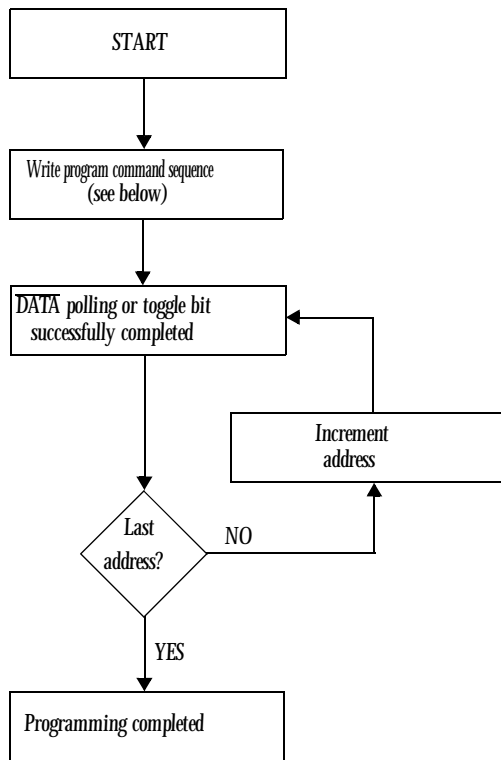 START
Write program command sequence
(see below)
D̅A̅T̅A̅ polling or toggle bit
successfully completed
Increment
address
Last
address?
NO
YES
Programming completed